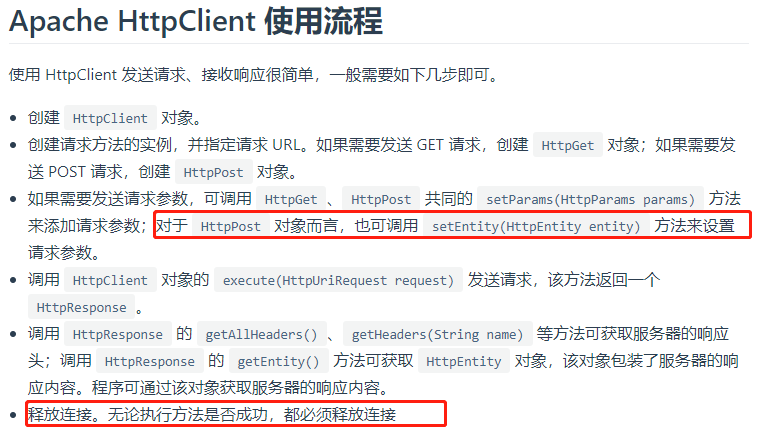 Apache HttpClient 使用流程
使用 HttpClient 发送请求、接收响应很简单，一般需要如下几步即可。
• 创建 HttpClient 对象。
• 创建请求方法的实例，并指定请求 URL。如果需要发送 GET 请求，创建 HttpGet 对象；如果需要发
送 POST 请求，创建 HttpPost 对象。
• 如果需要发送请求参数，可调用 HttpGet 、 HttpPost 共同的 setParams(HttpParams params) 方法
来添加请求参数；对于 HttpPost 对象而言，也可调用 setEntity(HttpEntity entity) 方法来设置
请求参数。
• 调用 HttpClient 对象的 execute(HttpUriRequest request) 发送请求，该方法返回一个
HttpResponse 。
• 调用 HttpResponse 的 getAllHeaders() 、 getHeaders(String name) 等方法可获取服务器的响应
头；调用 HttpResponse 的 getEntity() 方法可获取 HttpEntity 对象，该对象包装了服务器的响
应内容。程序可通过该对象获取服务器的响应内容。
• 释放连接。无论执行方法是否成功，都必须释放连接